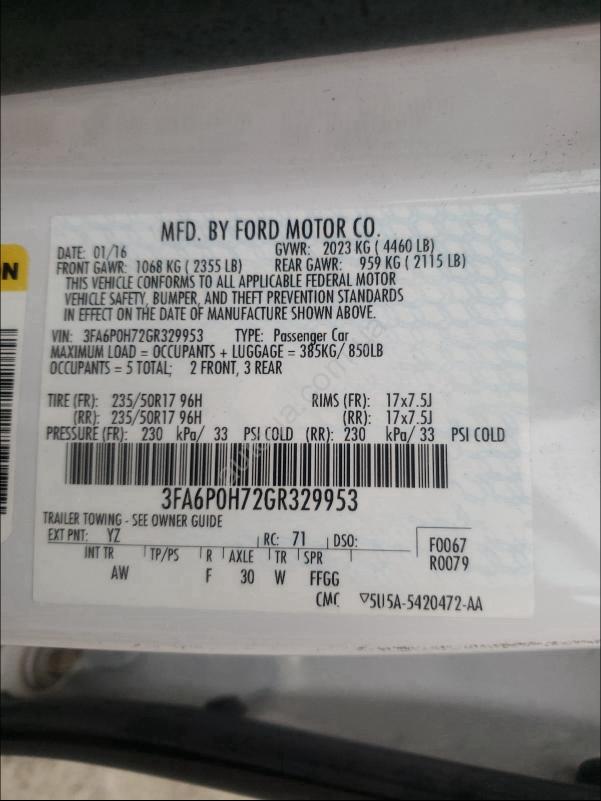 MFD. BY FORD MOTOR CO.
DATE: 01/16 GVWR: 2023 KG ( 4460 LB)
FRONT GAWR: 1068 KG ( 2355 LB) REAR GAWR: 959 KG ( 2115 LB)
THIS VEHICLE CONFORMS TO ALL APPLICABLE FEDERAL MOTOR
VEHICLE SAFETY, BUMPER, AND THEFT PREVENTION STANDARDS
IN EFFECT ON THE DATE OF MANUFACTURE SHOWN ABOVE.
VIN: 3FA6P0H72GR329953 TYPE: Passenger Car
MAXIMUM LOAD = OCCUPANTS + LUGGAGE = 385KG/ 850LB
OCCUPANTS = 5 TOTAL; 2 FRONT, 3 REAR
TIRE (FR): 235/50R17 96H RIMS (FR): 17x7.5J
(RR): 235/50R17 96H (RR): 17x7.5J
PRESSURE (FR): 230 kPa/ 33 PSI COLD (RR): 230 kPa/ 33 PSI COLD
3FA6P0H72GR329953
TRAILER TOWING - SEE OWNER GUIDE
EXT PNT: YZ RC: 71 DSO: F0067
INT TR TP/PS R AXLE TR SPR R0079
AW F 30 W FFGG
CMC ▽5U5A-5420472-AA